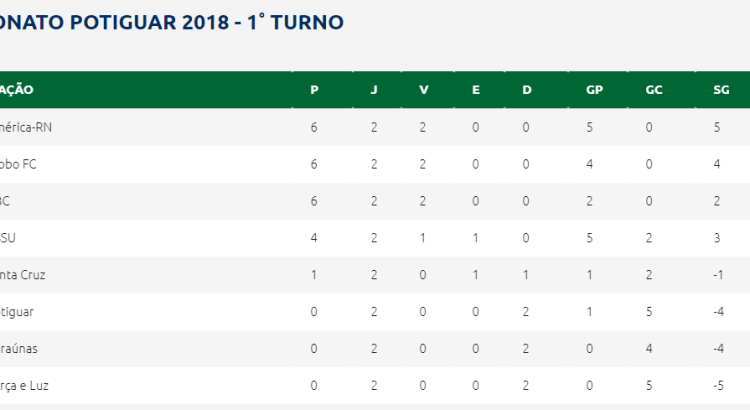 ONATO POTIGUAR 2018 - 1° TURNO
AÇÃO P J V E D GP GC SG
mérica-RN 6 2 2 0 0 5 0 5
obo FC 6 2 2 0 0 4 0 4
BC 6 2 2 0 0 2 0 2
SSU 4 2 1 1 0 5 2 3
nta Cruz 1 2 0 1 1 1 2 -1
tiguar 0 2 0 0 2 1 5 -4
raúnas 0 2 0 0 2 0 4 -4
rça e Luz 0 2 0 0 2 0 5 -5